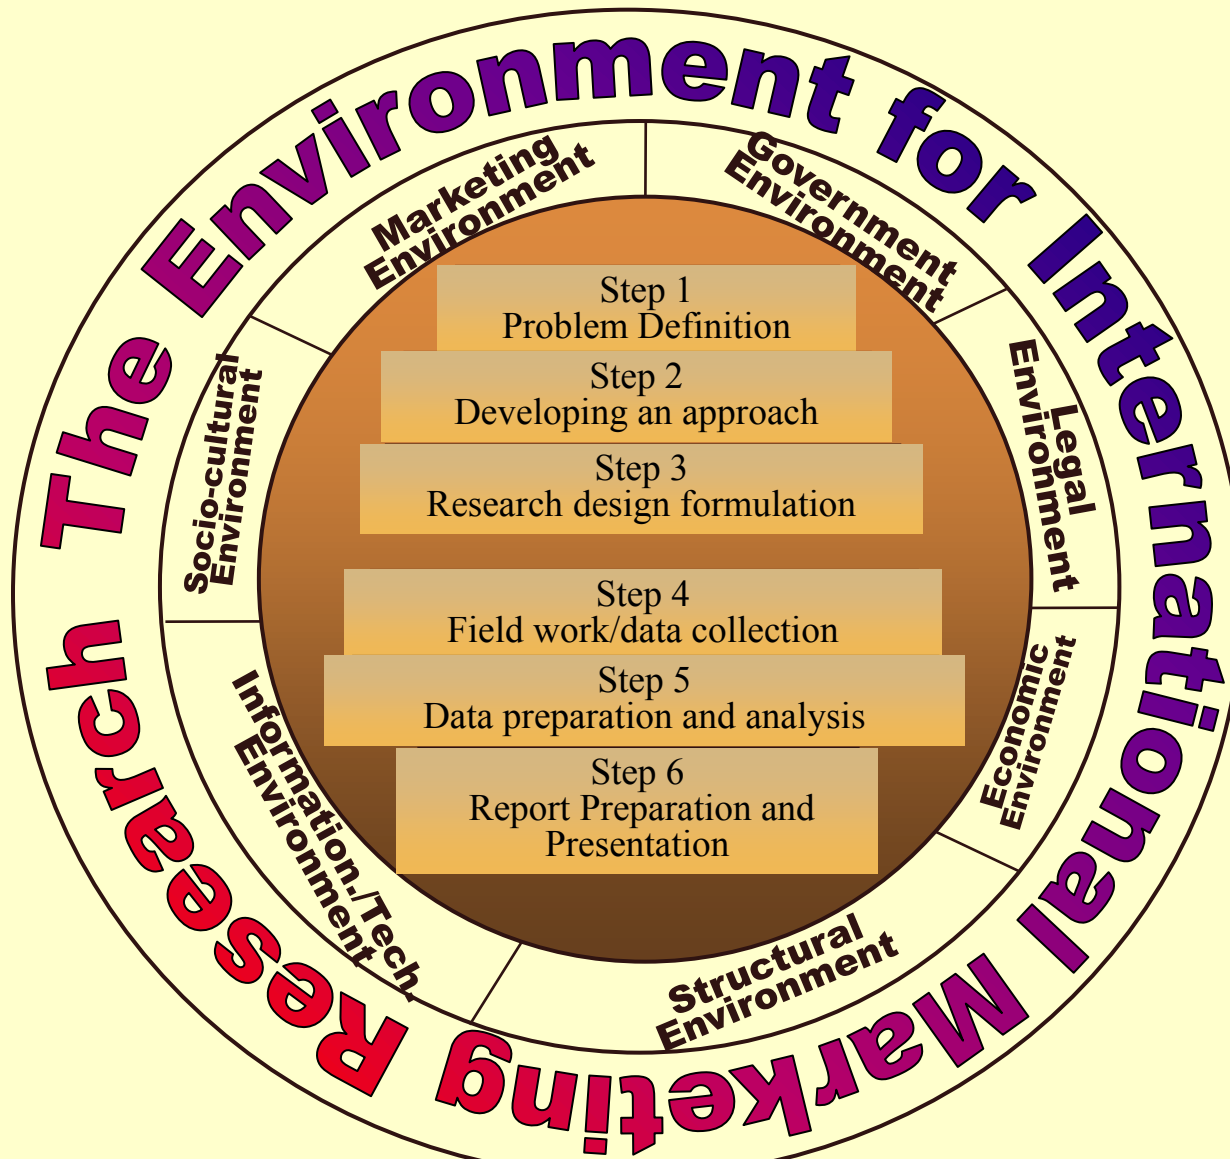 The Environment for International Marketing Research
Marketing
Environment
Government
Environment
Legal
Environment
Economic
Environment
Structural
Environment
Information./Tech.
Environment
Socio-cultural
Environment
Step 1
Problem Definition
Step 2
Developing an approach
Step 3
Research design formulation
Step 4
Field work/data collection
Step 5
Data preparation and analysis
Step 6
Report Preparation and
Presentation